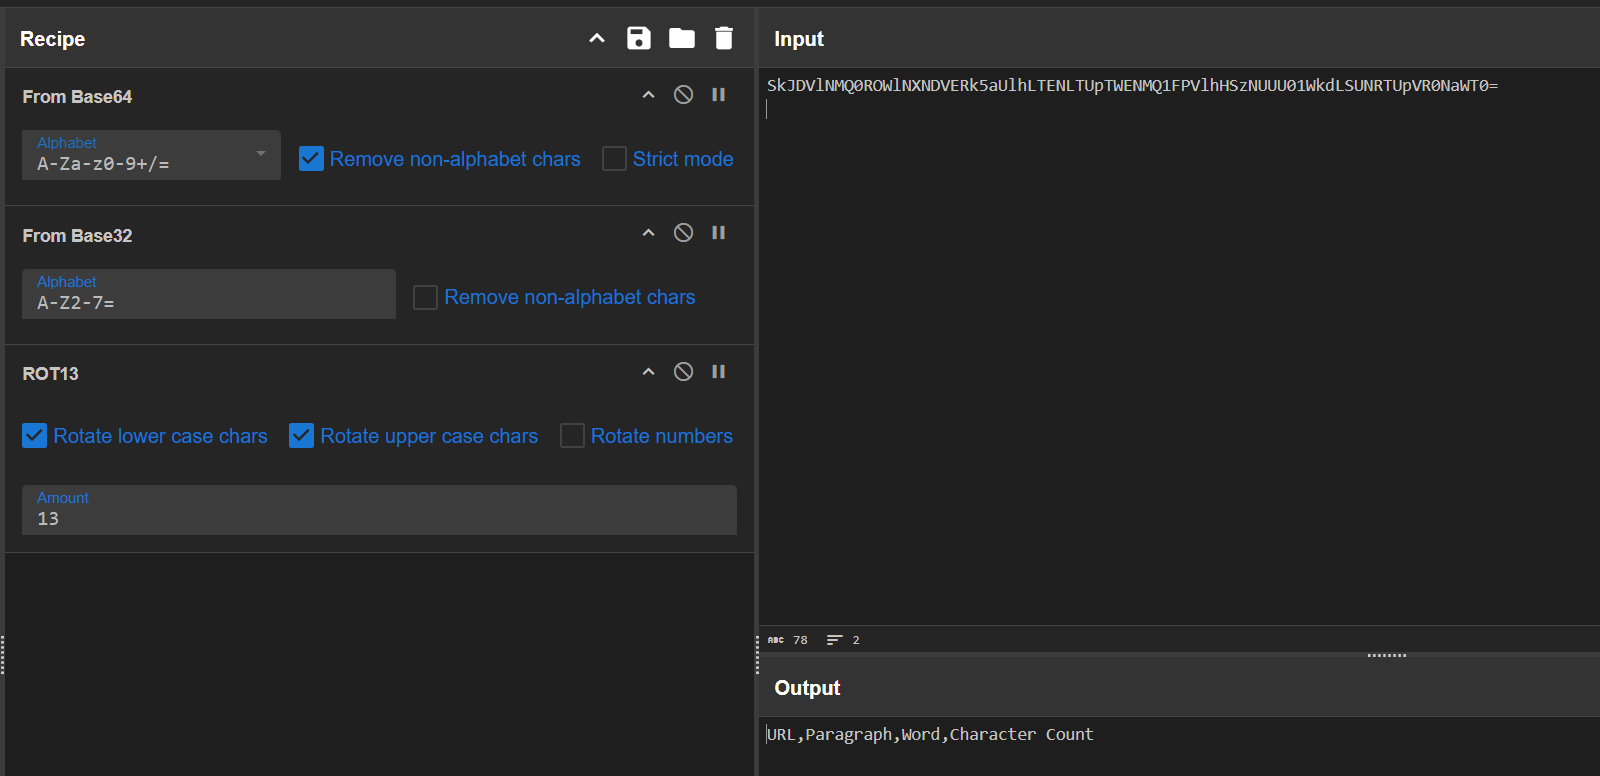 Recipe
From Base64
Alphabet
A-Za-z0-9+/=
Remove non-alphabet chars
Strict mode
From Base32
Alphabet
A-Z2-7=
Remove non-alphabet chars
ROT13
Rotate lower case chars
Rotate upper case chars
Rotate numbers
Amount
13
Input
SkJDVlNMQ0ROWlNXNDVERk5aUlhLTENLTUpTWENMQ1FPVlhHSzNUUU01WkdLSUNRTUpVR0NaWT0=
ABC 78
2
Output
URL,Paragraph,Word,Character Count